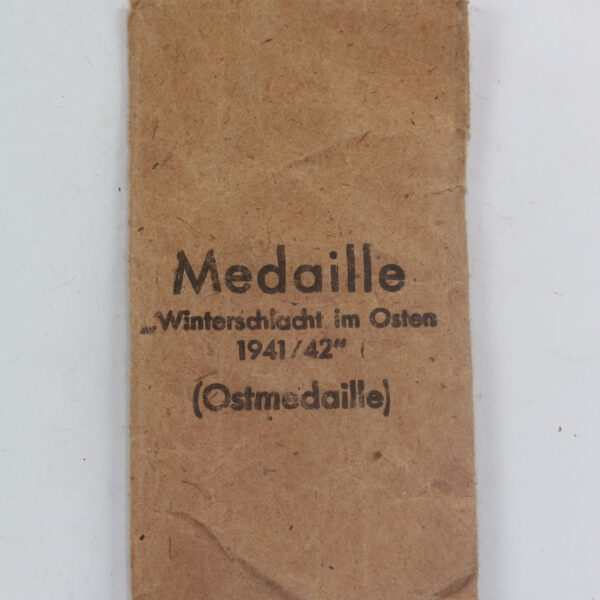 Medaille
„Winterschlacht im Osten
1941/42“
(Ostmedaille)